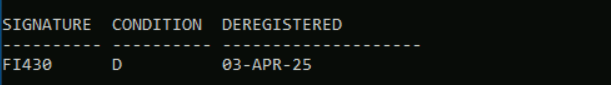 SIGNATURE  CONDITION  DEREGISTERED
---------- ---------- --------------------
FI430      D          03-APR-25